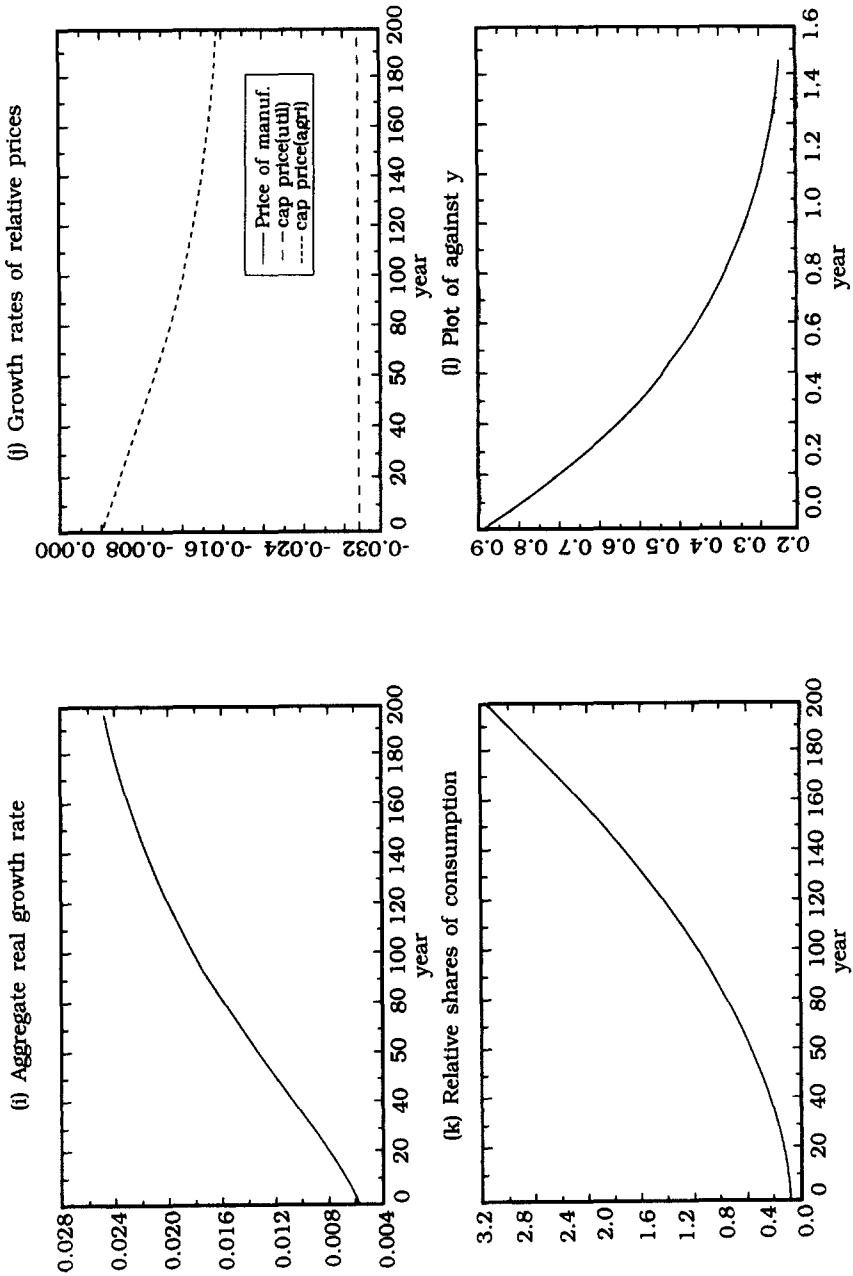 (i) Aggregate real growth rate
0.028
0.024
0.020
0.016
0.012
0.008
0.004
0 20 40 50 80 100 120 140 160 180 200
year
(j) Growth rates of relative prices
0.000
-0.008
-0.016
-0.024
-0.032
Price of manuf.
cap price(util)
cap price(agri)
0 20 40 50 80 100 120 140 160 180 200
year
(k) Relative shares of consumption
3.2
2.8
2.4
2.0
1.6
1.2
0.8
0.4
0.0
0 20 40 50 80 100 120 140 160 180 200
year
(l) Plot of against y
0.9
0.8
0.7
0.6
0.5
0.4
0.3
0.2
0.0 0.2 0.4 0.6 0.8 1.0 1.2 1.4 1.6
year